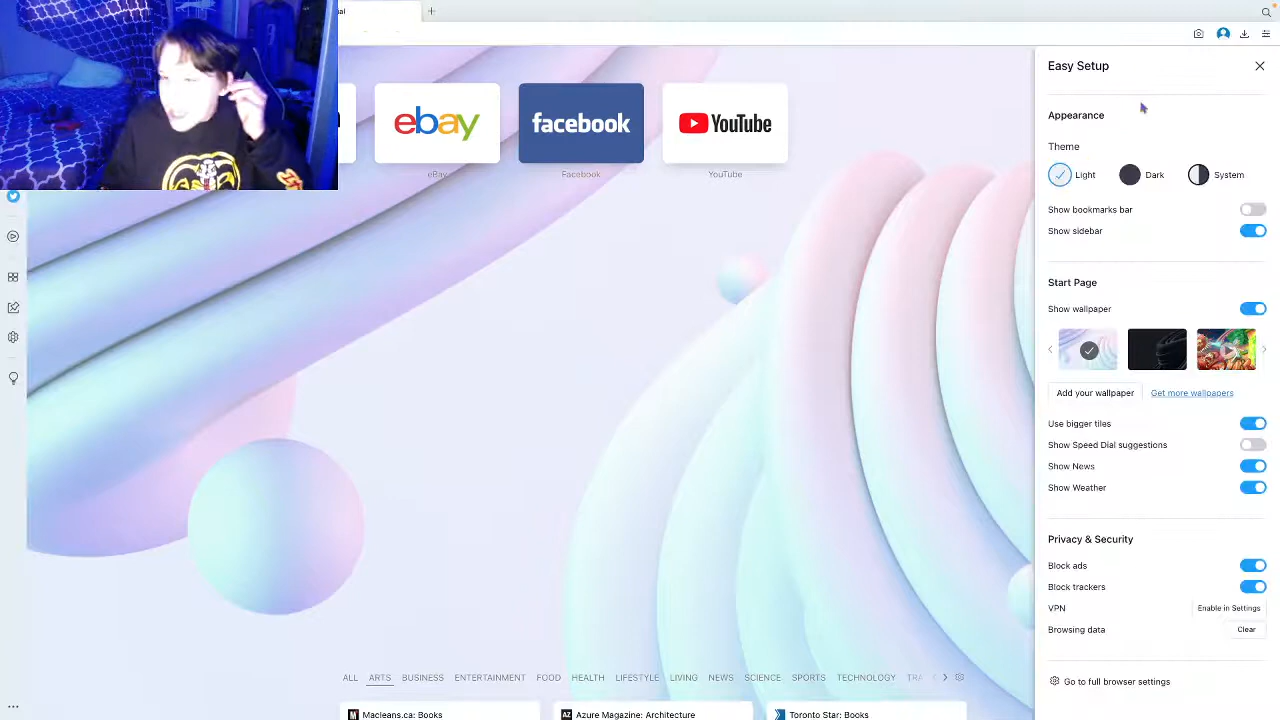 Easy Setup
ebay
facebook
YouTube
eBay
Facebook
YouTube
Appearance
Theme
Light
Dark
System
Show bookmarks bar
Show sidebar
Start Page
Show wallpaper
Add your wallpaper
Get more wallpapers
Use bigger tiles
Show Speed Dial suggestions
Show News
Show Weather
Privacy & Security
Block ads
Block trackers
VPN
Enable in Settings
Browsing data
Clear
Go to full browser settings
ALL ARTS BUSINESS ENTERTAINMENT FOOD HEALTH LIFESTYLE LIVING NEWS SCIENCE SPORTS TECHNOLOGY
Macleans.ca: Books
Azure Magazine: Architecture
Toronto Star: Books